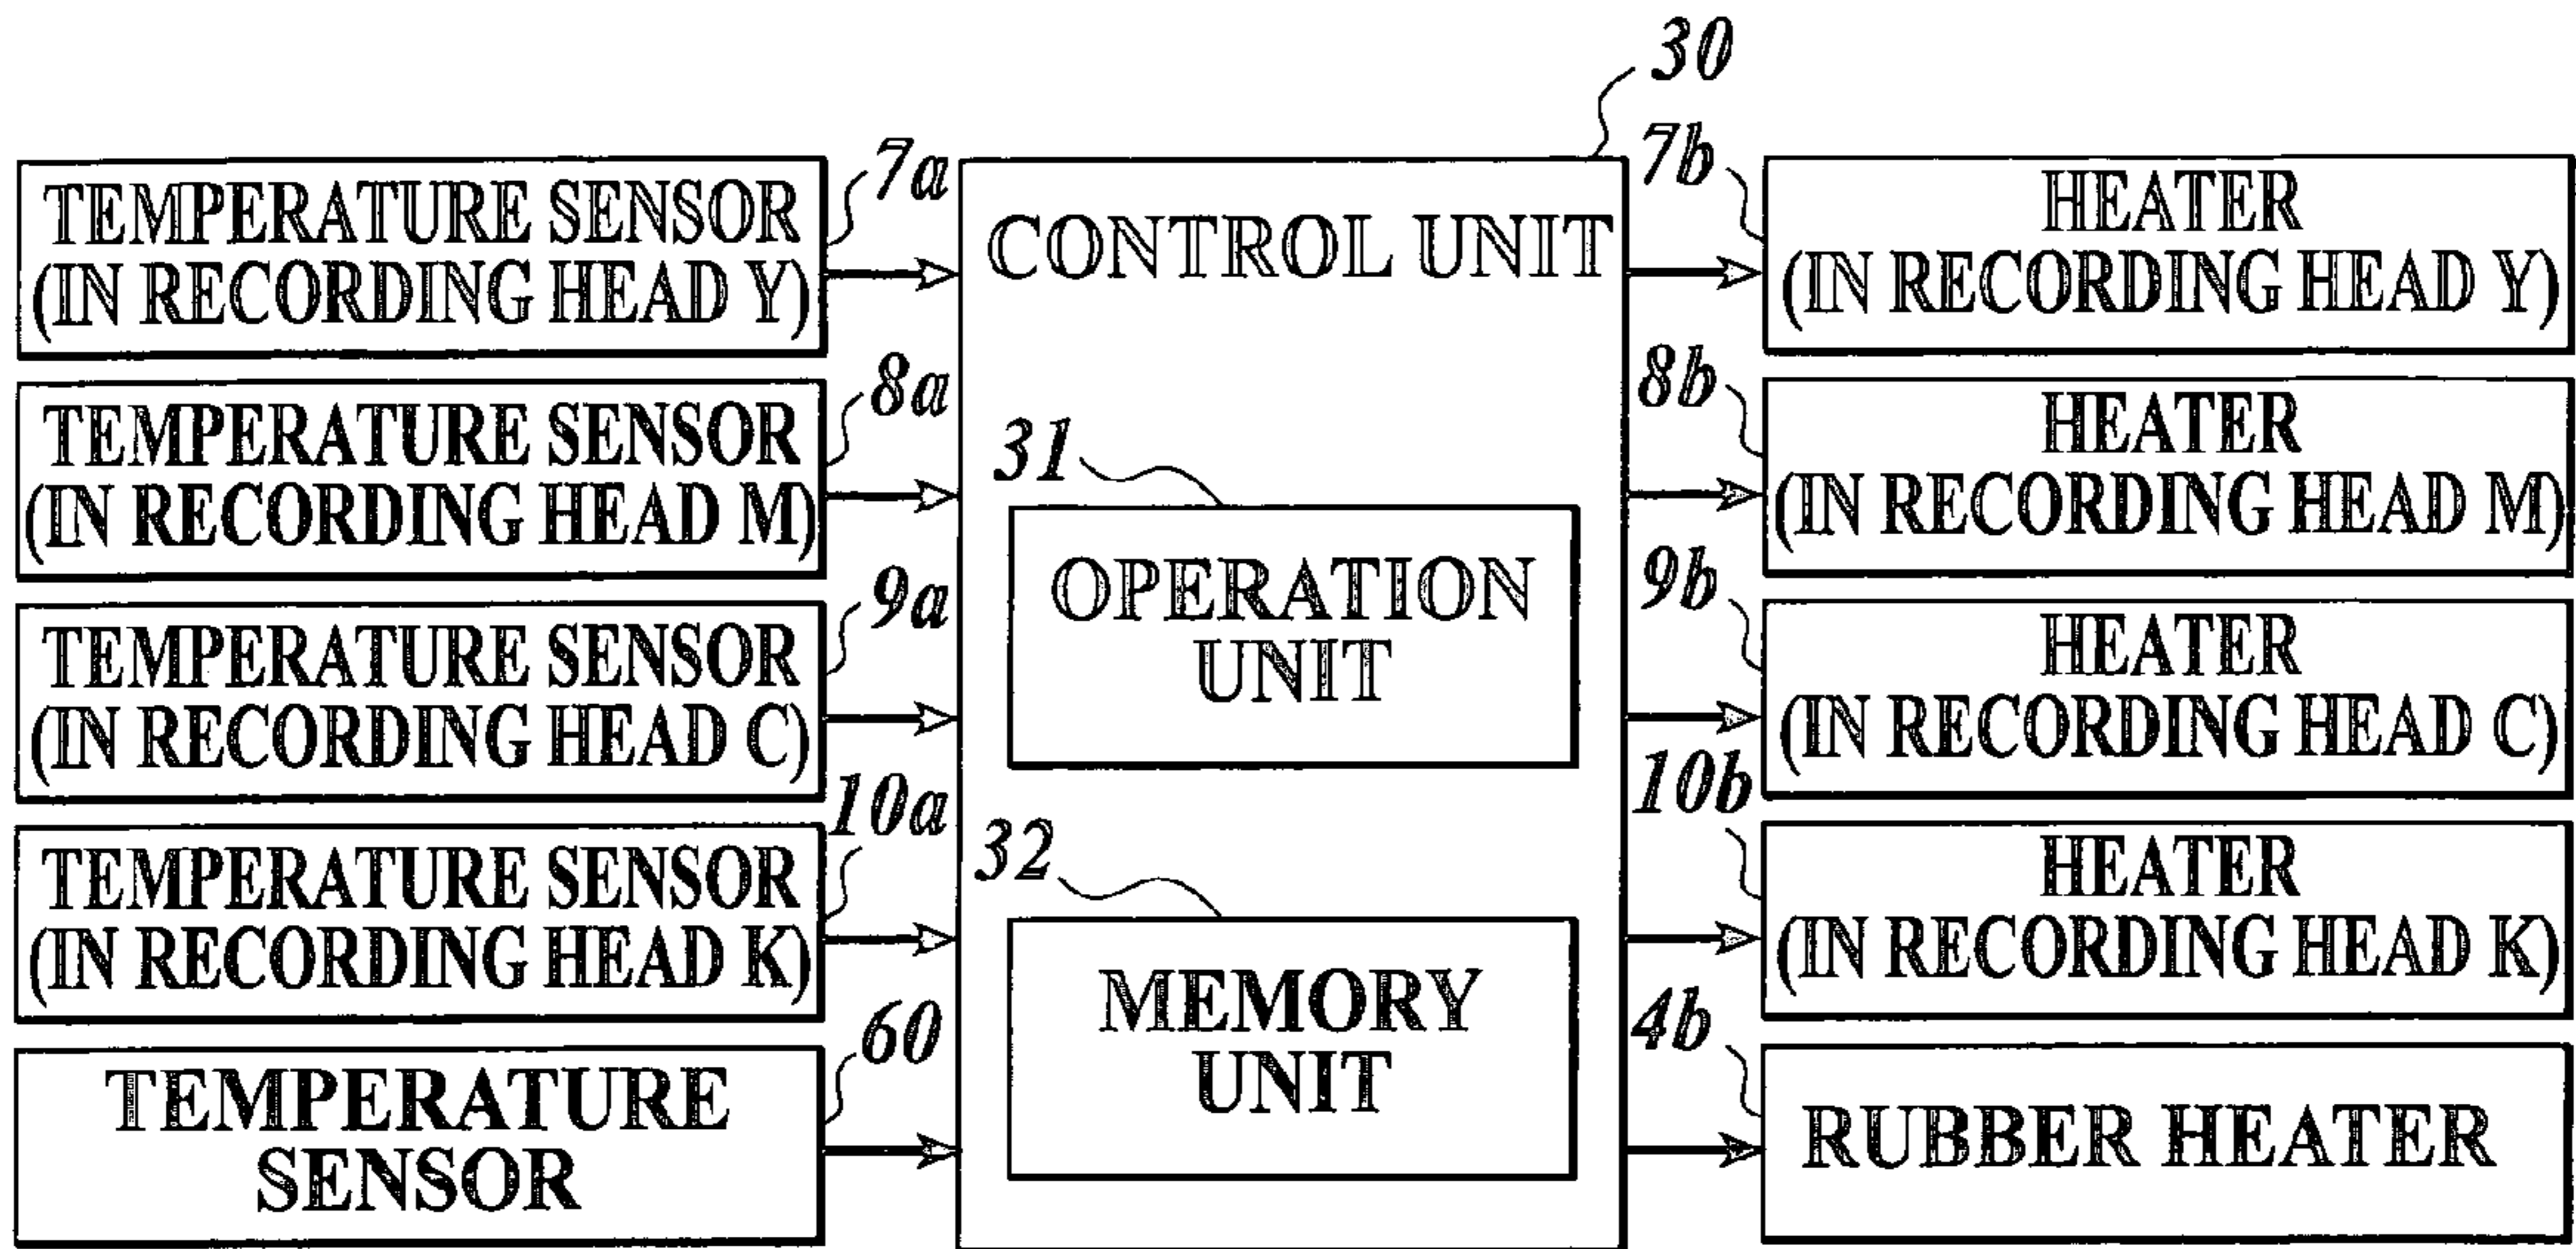 30
7a
7b
TEMPERATURE SENSOR
(IN RECORDING HEAD Y)
CONTROL UNIT
HEATER
(IN RECORDING HEAD Y)
8a
8b
TEMPERATURE SENSOR
(IN RECORDING HEAD M)
HEATER
(IN RECORDING HEAD M)
31
OPERATION
UNIT
9a
9b
TEMPERATURE SENSOR
(IN RECORDING HEAD C)
HEATER
(IN RECORDING HEAD C)
10a
10b
TEMPERATURE SENSOR
(IN RECORDING HEAD K)
HEATER
(IN RECORDING HEAD K)
32
MEMORY
UNIT
60
4b
TEMPERATURE
SENSOR
RUBBER HEATER